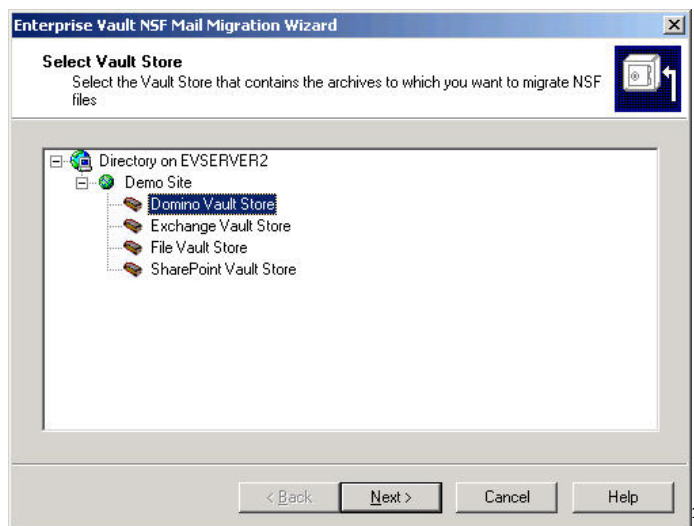 Enterprise Vault NSF Mail Migration Wizard
Select Vault Store
Select the Vault Store that contains the archives to which you want to migrate NSF
files
Directory on EVSERVER2
Demo Site
Domino Vault Store
Exchange Vault Store
File Vault Store
SharePoint Vault Store
< Back
Next >
Cancel
Help